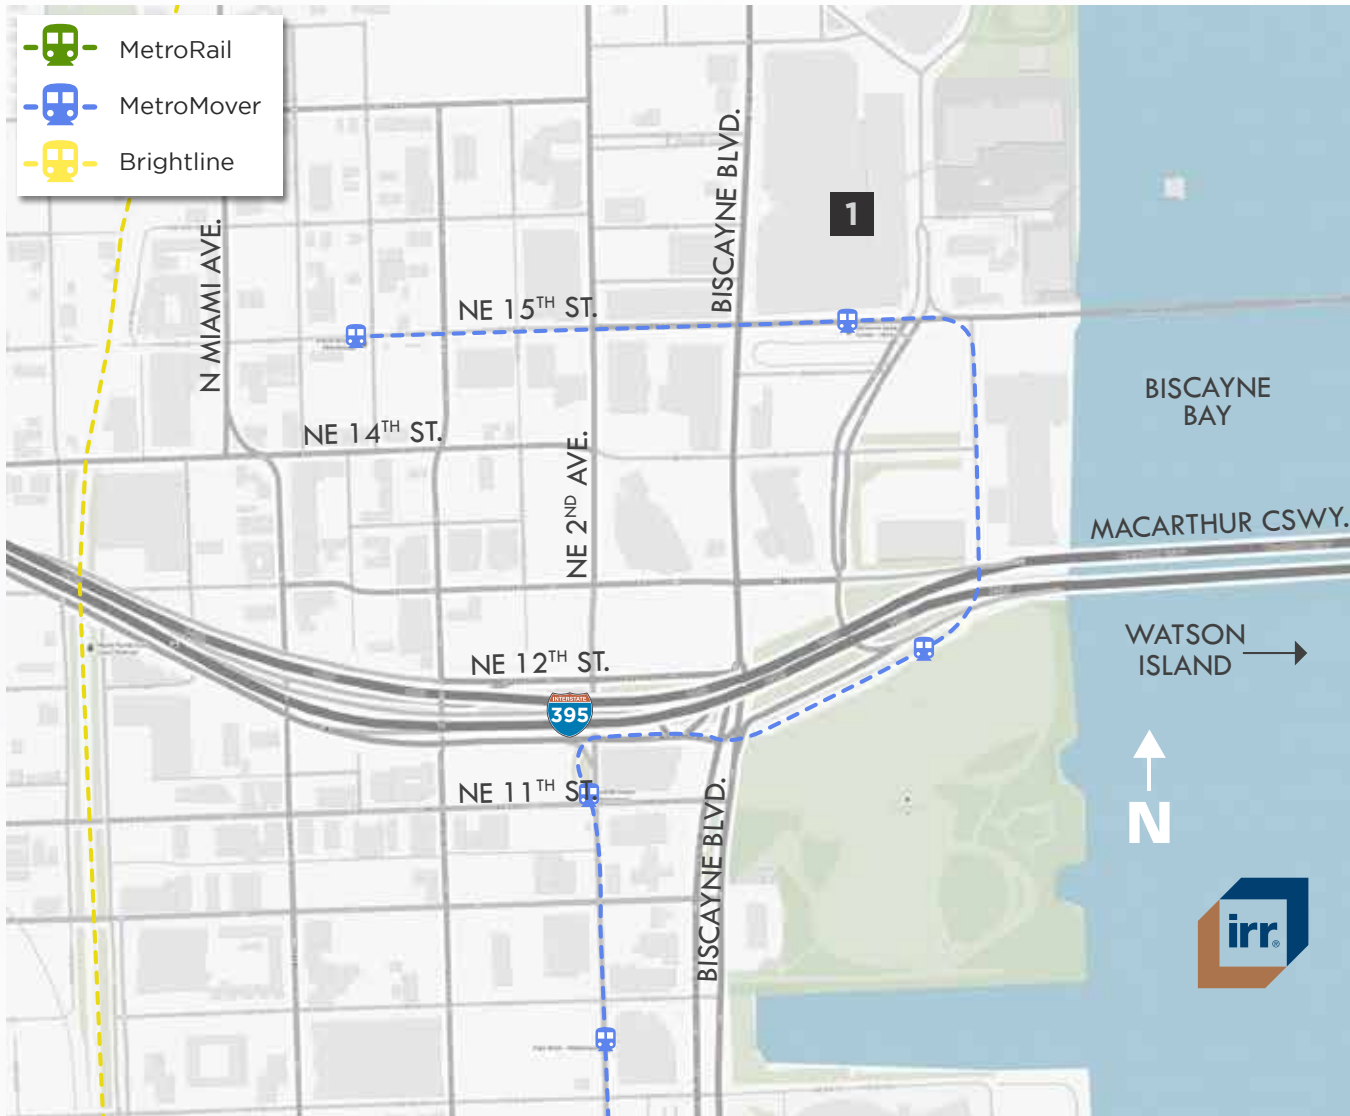 MetroRail
MetroMover
Brightline
BISCAYNE BLVD.
1
N MIAMI AVE.
NE 15TH ST.
NE 14TH ST.
BISCAYNE
BAY
NE 2ND AVE.
MACARTHUR CSWY.
WATSON
ISLAND
NE 12TH ST.
INTERSTATE
395
NE 11TH ST.
BISCAYNE BLVD.
N
irr.®